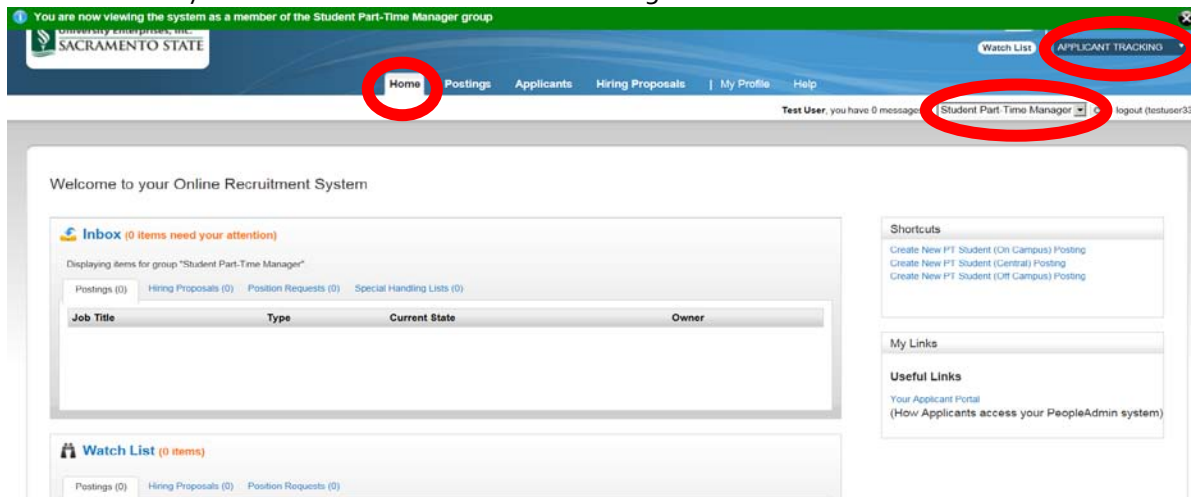 You are now viewing the system as a member of the Student Part-Time Manager group
University Enterprises, Inc.
SACRAMENTO STATE
Watch List
APPLICANT TRACKING
Home Postings Applicants Hiring Proposals | My Profile Help
Test User, you have 0 messages. Student Part-Time Manager logout (testuser33
Welcome to your Online Recruitment System
Inbox (0 items need your attention)
Displaying items for group "Student Part-Time Manager"
Postings (0) Hiring Proposals (0) Position Requests (0) Special Handling Lists (0)
Job Title Type Current State Owner
Shortcuts
Create New PT Student (On Campus) Posting
Create New PT Student (Central) Posting
Create New PT Student (Off Campus) Posting
My Links
Useful Links
Your Applicant Portal
(How Applicants access your PeopleAdmin system)
Watch List (0 items)
Postings (0) Hiring Proposals (0) Position Requests (0)